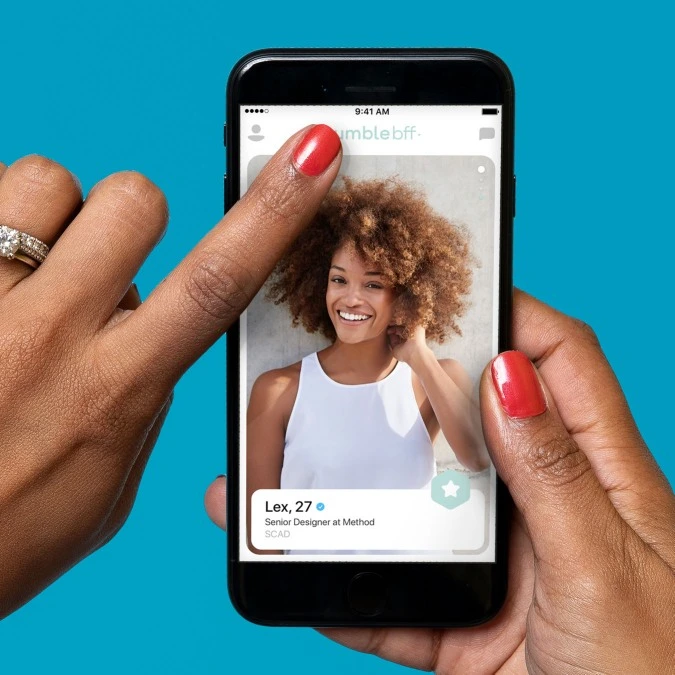 9:41 AM
umble bff
Lex, 27
Senior Designer at Method
SCAD